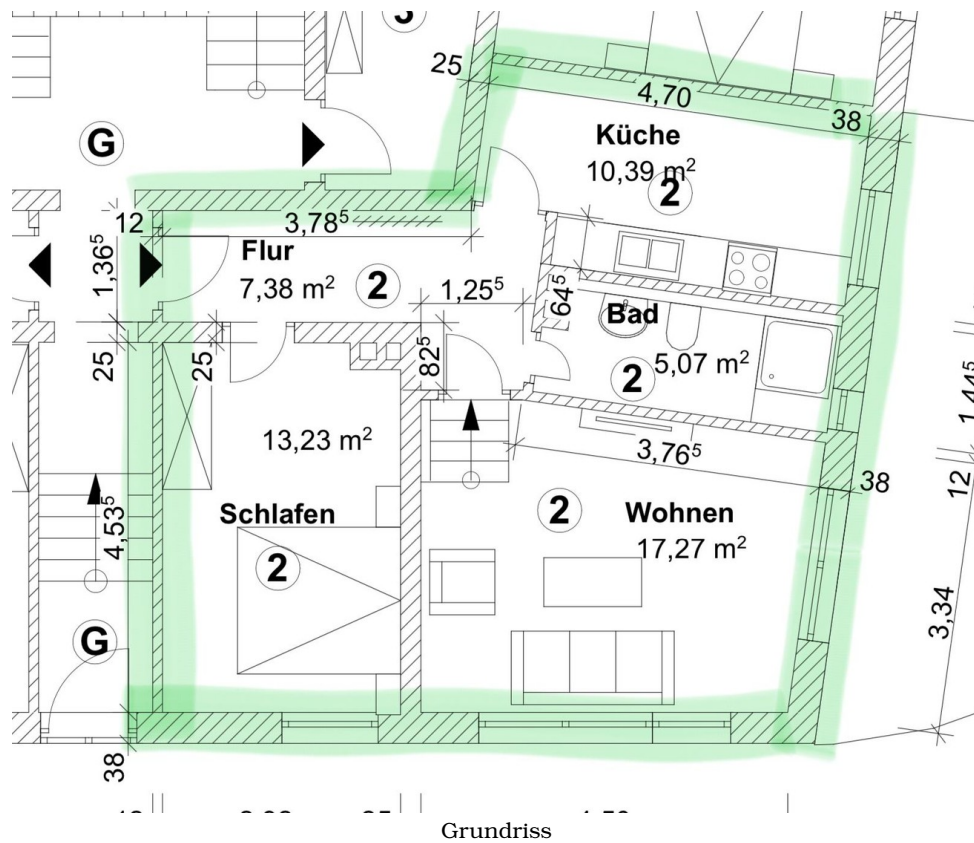 3
25
4,70
38
G
Küche
10,39 m²
2
12
3,78⁵
1,36⁵
Flur
7,38 m²
2
1,25⁵
64⁵
Bad
5,07 m²
2
25
25
82⁵
1,44⁵
13,23 m²
3,76⁵
38
12
4,53⁵
Schlafen
2
2
Wohnen
17,27 m²
3,34
G
38
Grundriss